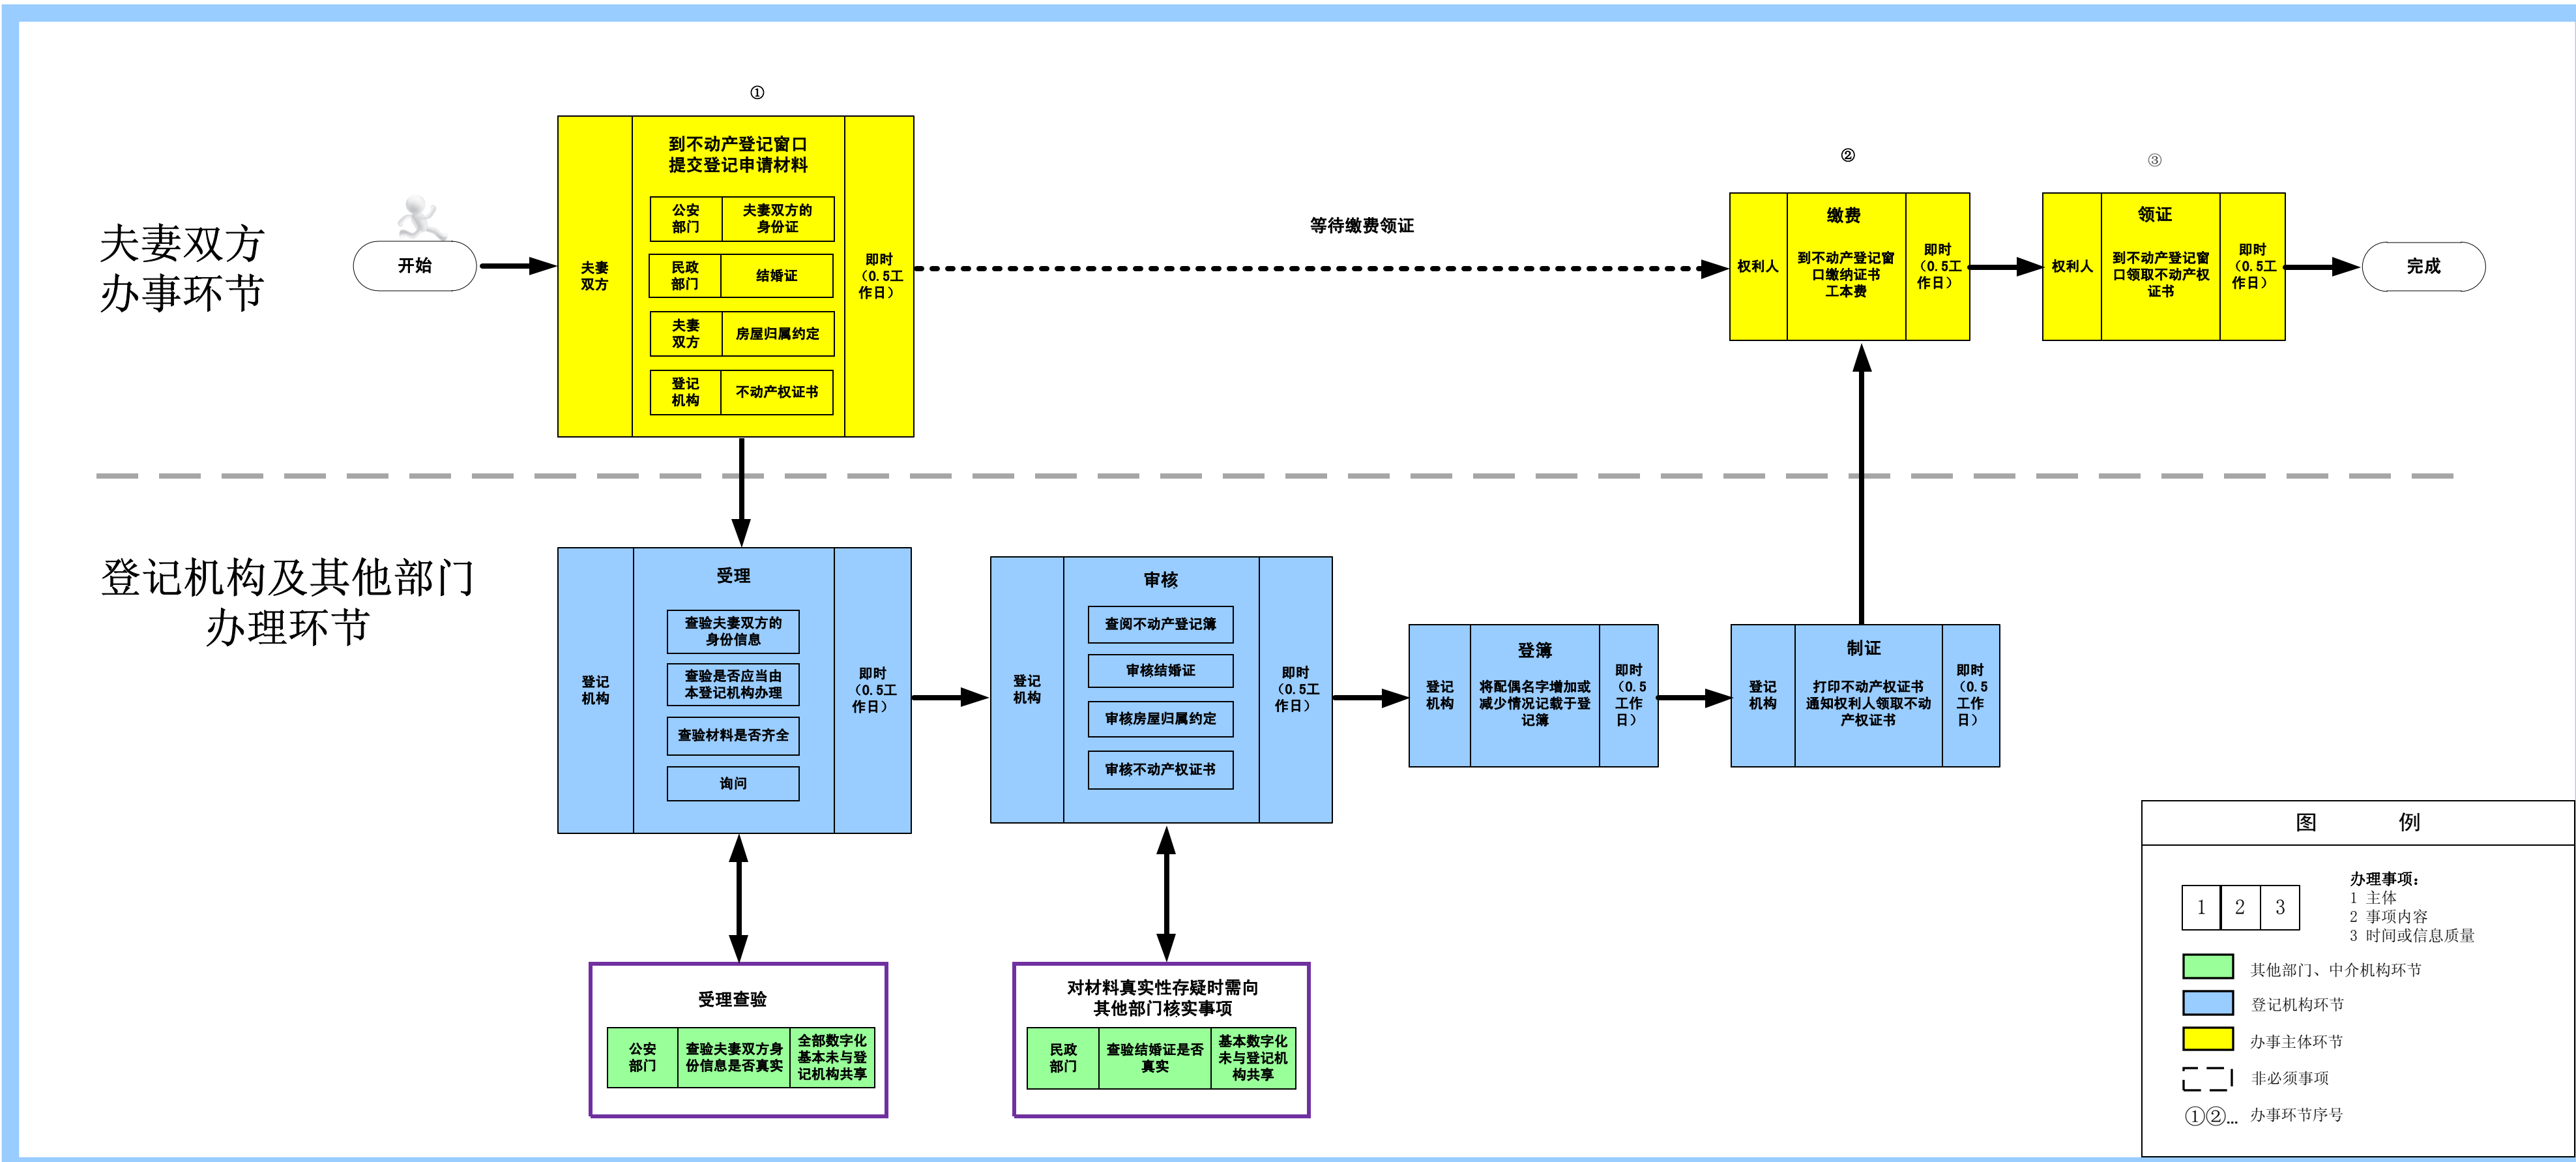 夫妻双方
办事环节
开始
①
夫妻
双方
到不动产登记窗口
提交登记申请材料
公安
部门
夫妻双方的
身份证
民政
部门
结婚证
夫妻
双方
房屋归属约定
登记
机构
不动产权证书
即时
（0.5工
作日）
等待缴费领证
②
权利人
缴费
到不动产登记窗
口缴纳证书
工本费
即时
（0.5工
作日）
③
权利人
领证
到不动产登记窗
口领取不动产权
证书
即时
（0.5工
作日）
完成
登记机构及其他部门
办理环节
登记
机构
受理
查验夫妻双方的
身份信息
查验是否应当由
本登记机构办理
查验材料是否齐全
询问
即时
（0.5工
作日）
登记
机构
审核
查阅不动产登记簿
审核结婚证
审核房屋归属约定
审核不动产权证书
即时
（0.5工
作日）
登记
机构
登簿
将配偶名字增加或
减少情况记载于登
记簿
即时
（0.5
工作
日）
登记
机构
制证
打印不动产权证书
通知权利人领取不动
产权证书
即时
（0.5
工作
日）
受理查验
公安
部门
查验夫妻双方身
份信息是否真实
全部数字化
基本未与登
记机构共享
对材料真实性存疑时需向
其他部门核实事项
民政
部门
查验结婚证是否
真实
基本数字化
未与登记机
构共享
图 例
1 2 3
办理事项：
1 主体
2 事项内容
3 时间或信息质量
其他部门、中介机构环节
登记机构环节
办事主体环节
非必须事项
①②… 办事环节序号